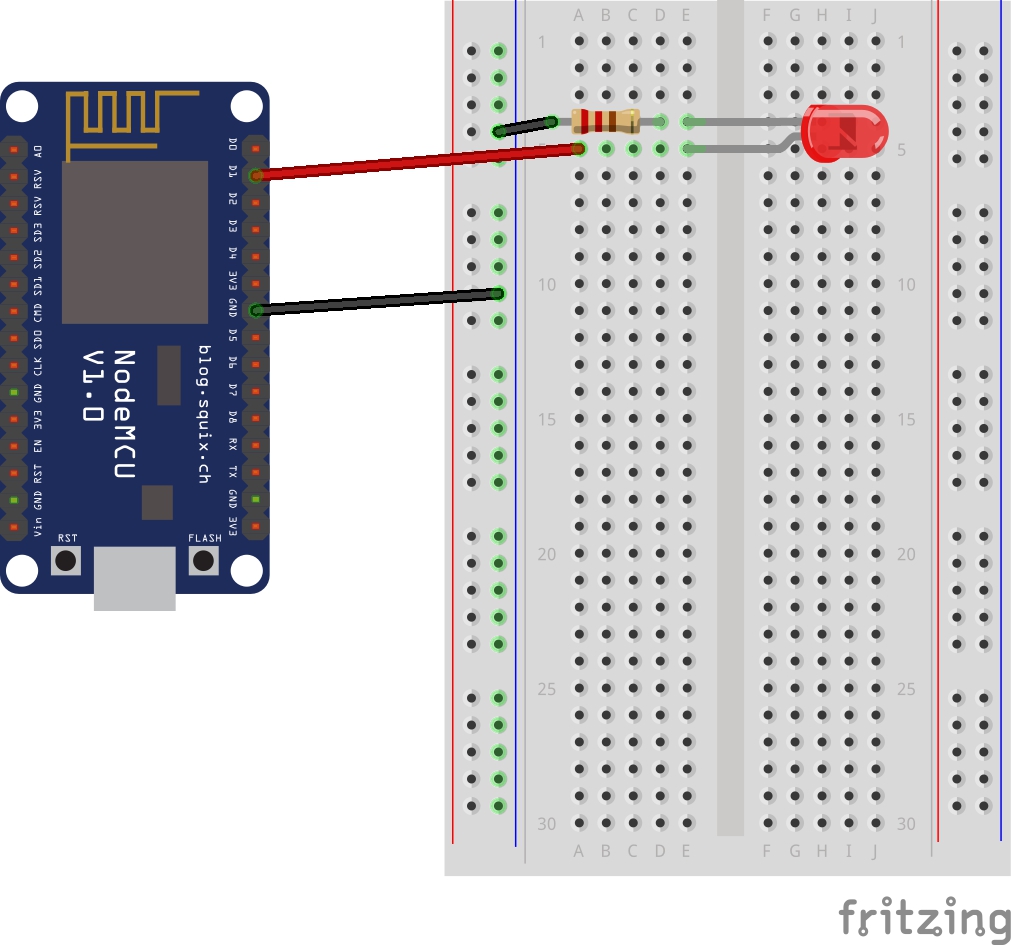 A B C D E F G H I J
1 1
5
10 10
15 15
20 20
25 25
30 30
A B C D E F G H I J
A0
RSV
RSV
SD3
SD2
SD1
CMD
SD0
CLK
GND
3V3
EN
RST
GND
Vin
D0
D1
D2
D3
D4
3V3
GND
D5
D6
D7
D8
RX
TX
GND
3V3
NodeMCU
V1.0
blog.squix.ch
RST
FLASH
fritzing